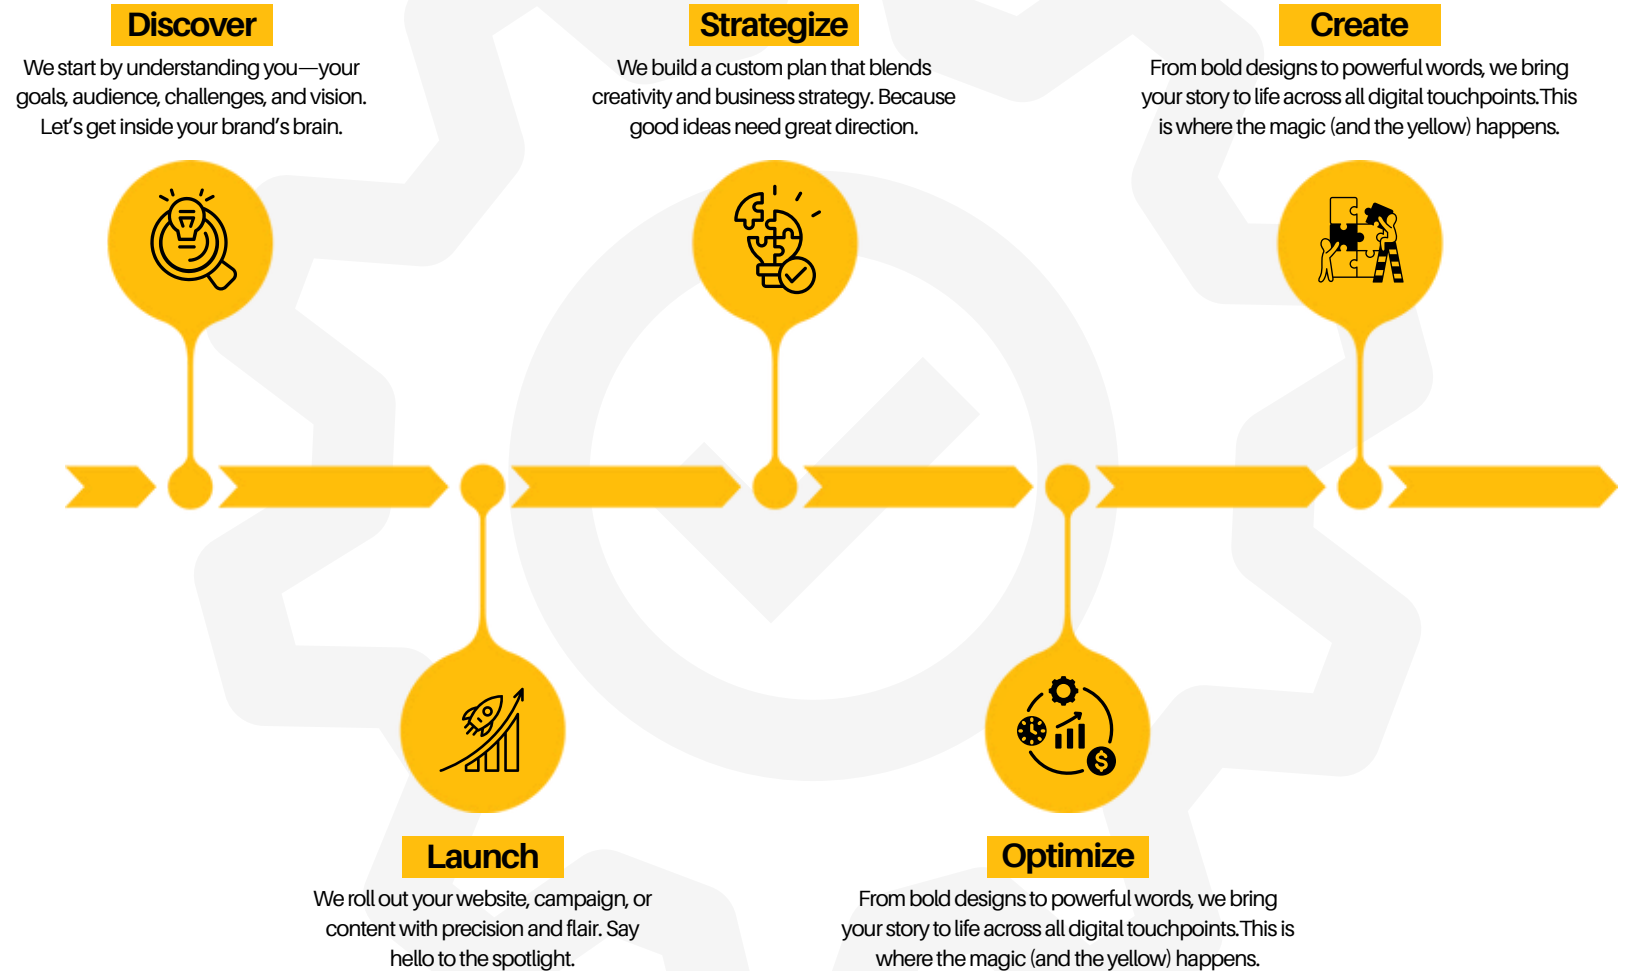 Discover
We start by understanding you—your
goals, audience, challenges, and vision.
Let’s get inside your brand’s brain.
Strategize
We build a custom plan that blends
creativity and business strategy. Because
good ideas need great direction.
Create
From bold designs to powerful words, we bring
your story to life across all digital touchpoints.This
is where the magic (and the yellow) happens.
Launch
We roll out your website, campaign, or
content with precision and flair. Say
hello to the spotlight.
Optimize
From bold designs to powerful words, we bring
your story to life across all digital touchpoints.This is
where the magic (and the yellow) happens.